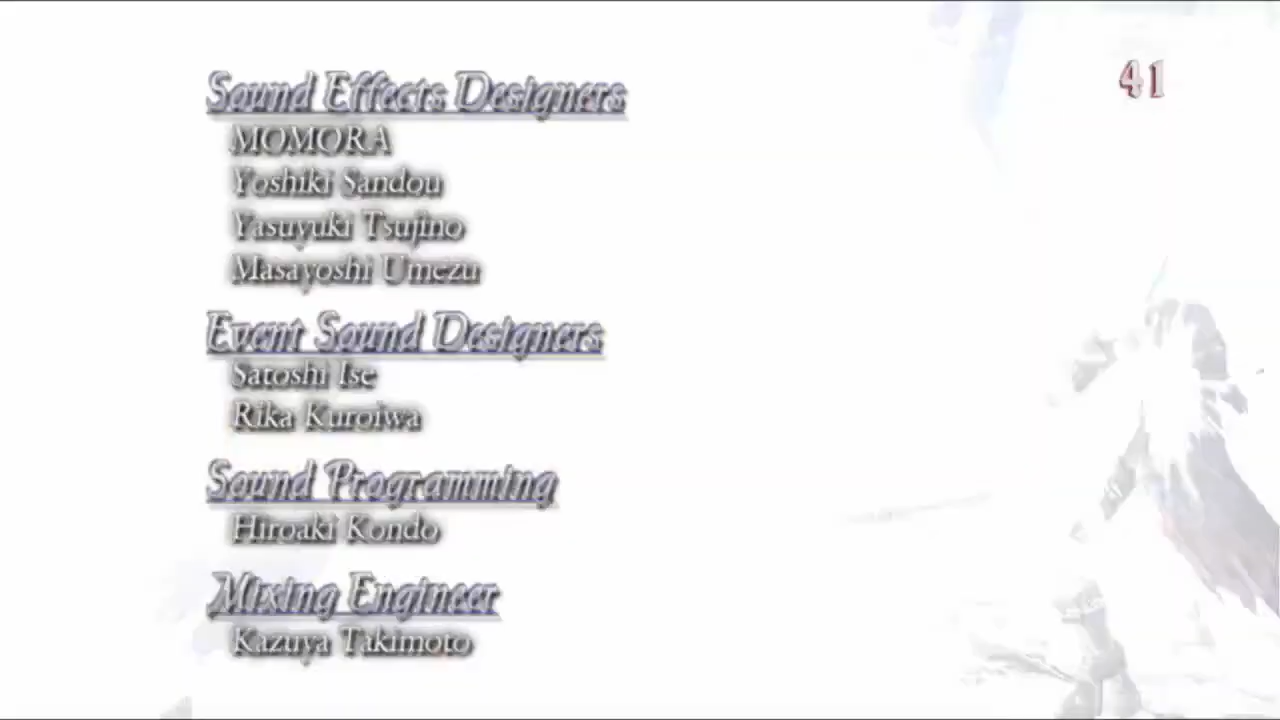 41
Sound Effects Designers
MOMORA
Yoshiki Sandou
Yasuyuki Tsujino
Masayoshi Umezu
Event Sound Designers
Satoshi Ise
Rika Kuroiwa
Sound Programming
Hiroaki Kondo
Mixing Engineer
Kazuya Takimoto